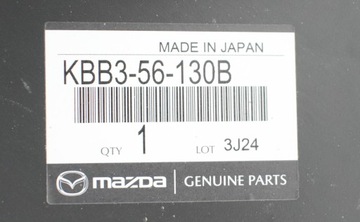 MADE IN JAPAN
KBB3-56-130B
QTY 1 LOT 3J24
mazda GENUINE PARTS